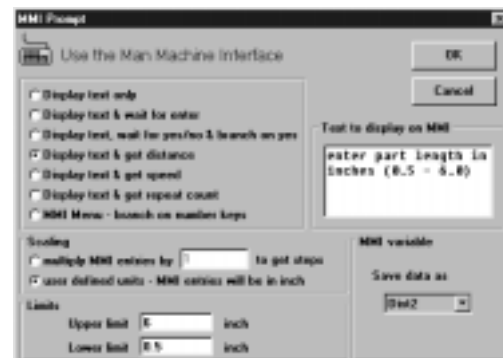 MMI Prompt
Use the Man Machine Interface
OK
Cancel
Display text only
Display text & wait for enter
Display text, wait for yes/no & branch on yes
Display text & get distance
Display text & get speed
Display text & get repeat count
MMI Menu - branch on number keys
Text to display on MMI
enter part length in
inches (0.5 - 6.0)
Scaling
multiply MMI entries by 1 to get steps
user defined units - MMI entries will be in inch
MMI variable
Save data as
Dist2
Limits
Upper limit 6 inch
Lower limit 0.5 inch